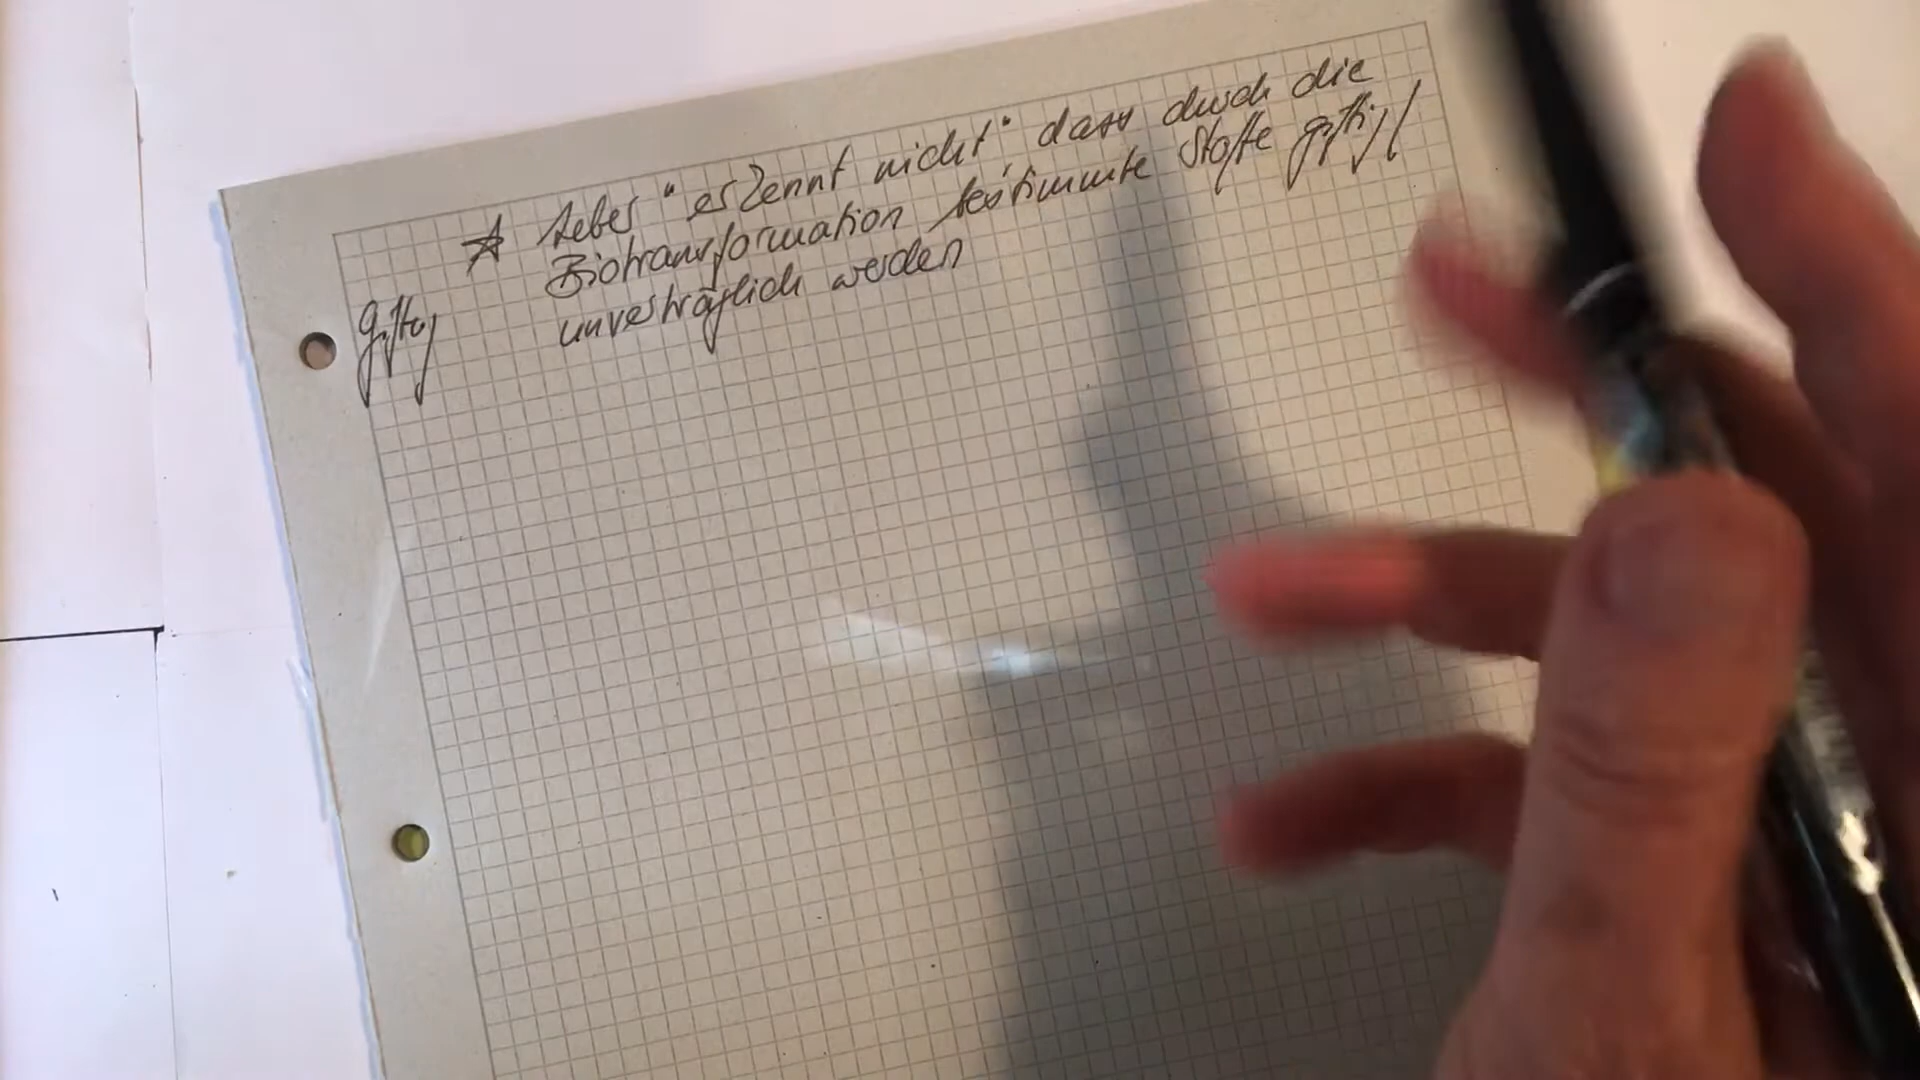 * Leber "erkennt nicht" dass durch die
Biotransformation bestimmte Stoffe giftig/
unverträglich werden
giftig